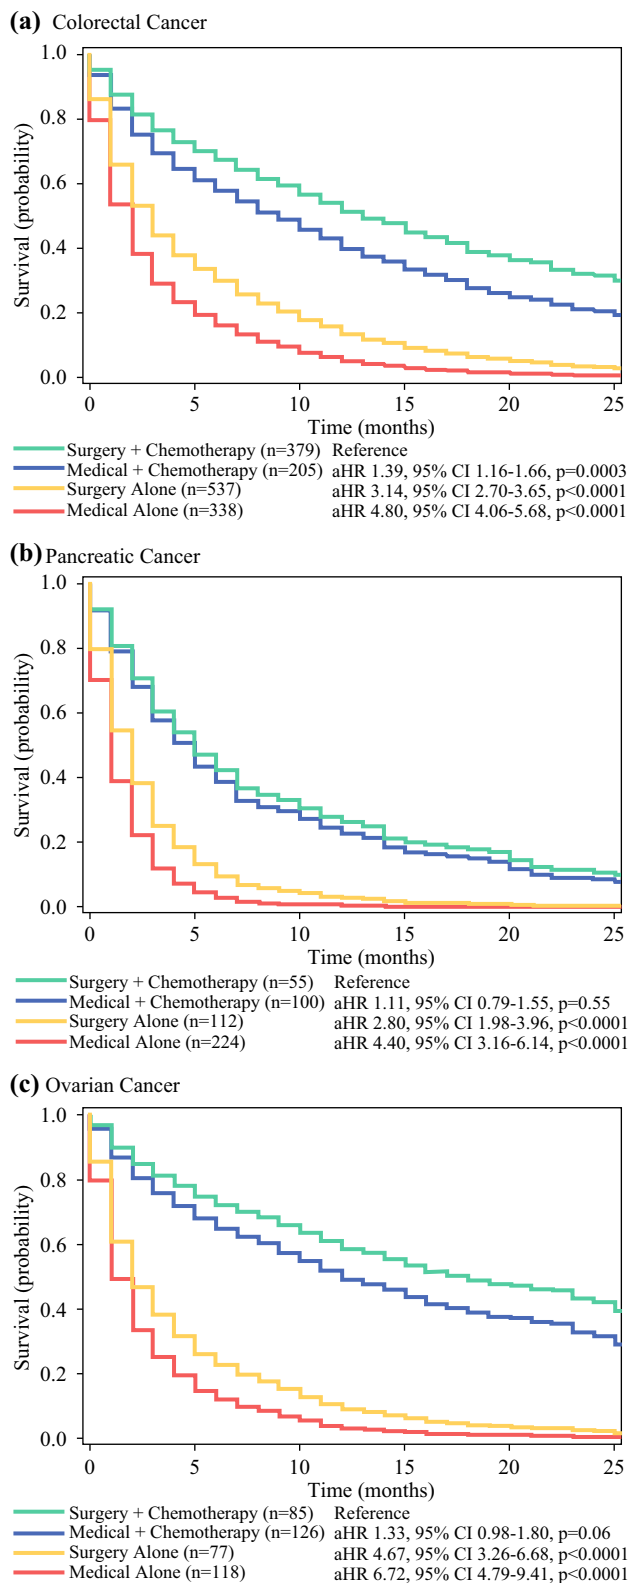 (a) Colorectal Cancer
Survival (probability)
1.0
0.8
0.6
0.4
0.2
0.0
0 5 10 15 20 25
Time (months)
Surgery + Chemotherapy (n=379) Reference
Medical + Chemotherapy (n=205) aHR 1.39, 95% CI 1.16-1.66, p=0.0003
Surgery Alone (n=537) aHR 3.14, 95% CI 2.70-3.65, p<0.0001
Medical Alone (n=338) aHR 4.80, 95% CI 4.06-5.68, p<0.0001
(b) Pancreatic Cancer
Survival (probability)
1.0
0.8
0.6
0.4
0.2
0.0
0 5 10 15 20 25
Time (months)
Surgery + Chemotherapy (n=55) Reference
Medical + Chemotherapy (n=100) aHR 1.11, 95% CI 0.79-1.55, p=0.55
Surgery Alone (n=112) aHR 2.80, 95% CI 1.98-3.96, p<0.0001
Medical Alone (n=224) aHR 4.40, 95% CI 3.16-6.14, p<0.0001
(c) Ovarian Cancer
Survival (probability)
1.0
0.8
0.6
0.4
0.2
0.0
0 5 10 15 20 25
Time (months)
Surgery + Chemotherapy (n=85) Reference
Medical + Chemotherapy (n=126) aHR 1.33, 95% CI 0.98-1.80, p=0.06
Surgery Alone (n=77) aHR 4.67, 95% CI 3.26-6.68, p<0.0001
Medical Alone (n=118) aHR 6.72, 95% CI 4.79-9.41, p<0.0001